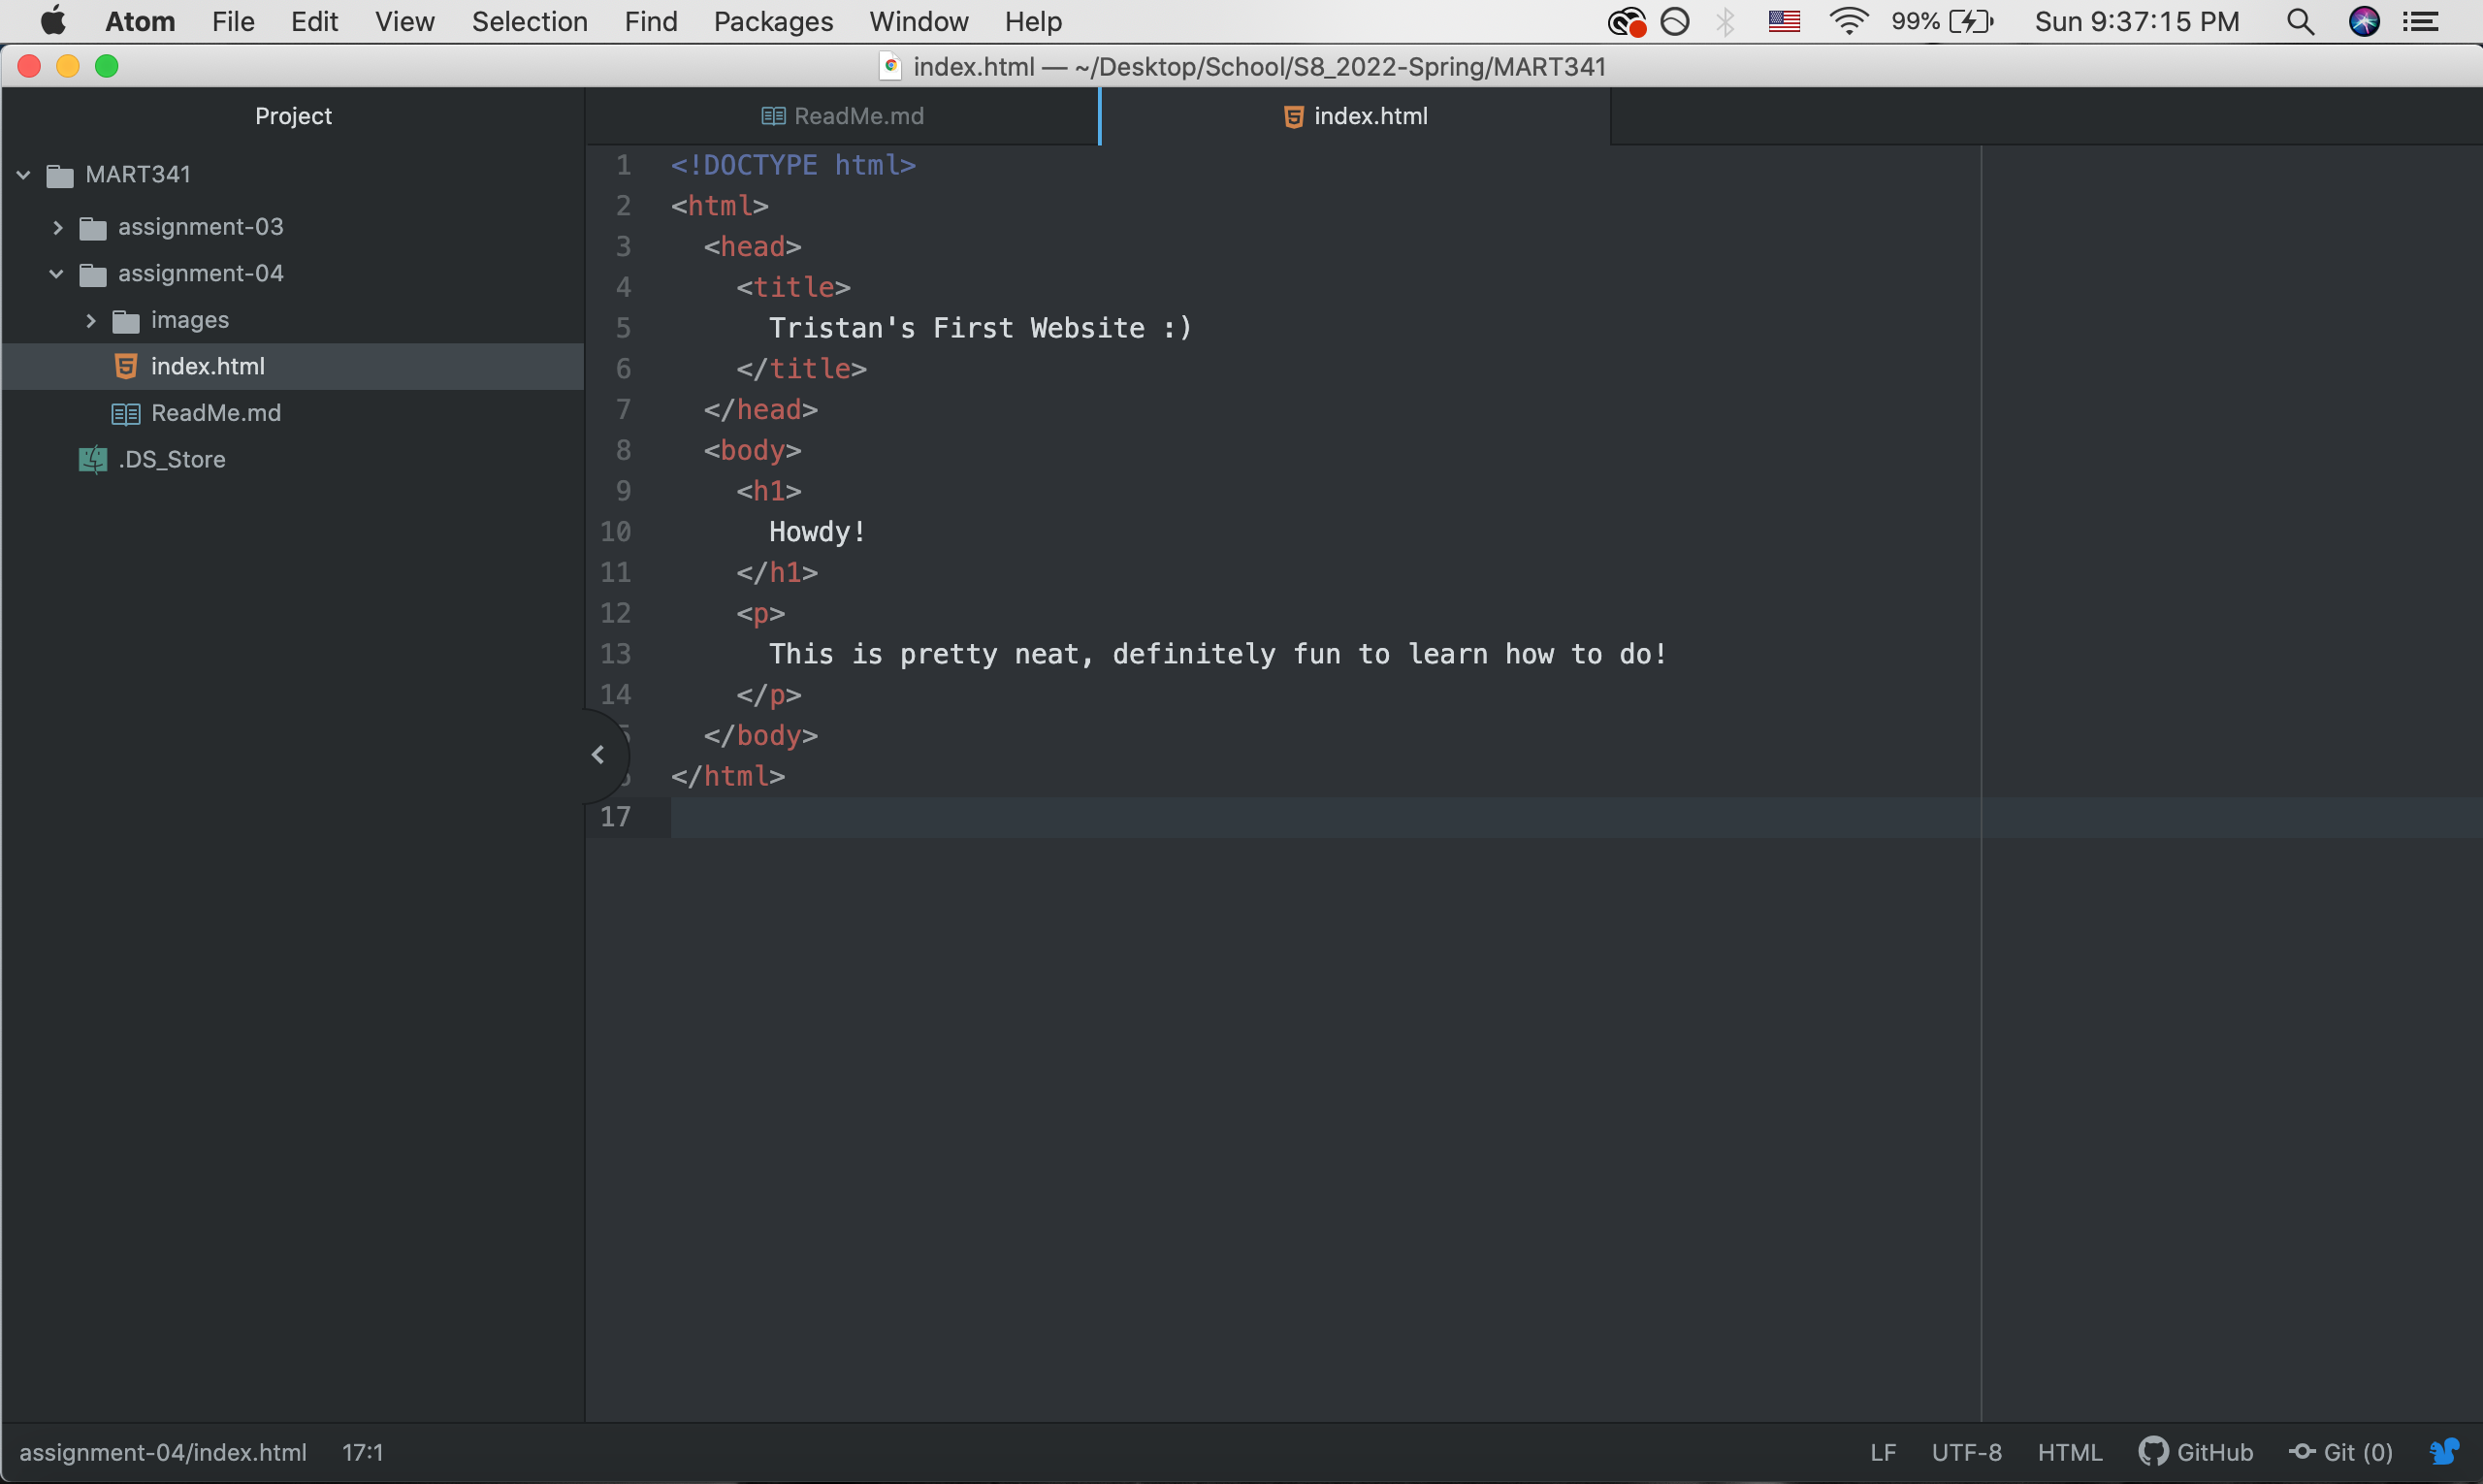 Atom File Edit View Selection Find Packages Window Help 99% Sun 9:37:15 PM
index.html — ~/Desktop/School/S8_2022-Spring/MART341
Project
ReadMe.md
index.html
MART341
assignment-03
assignment-04
images
index.html
ReadMe.md
.DS_Store
1 <!DOCTYPE html>
2 <html>
3   <head>
4     <title>
5       Tristan's First Website :)
6     </title>
7   </head>
8   <body>
9     <h1>
10       Howdy!
11     </h1>
12     <p>
13       This is pretty neat, definitely fun to learn how to do!
14     </p>
  </body>
</html>
17
assignment-04/index.html 17:1 LF UTF-8 HTML GitHub Git (0)